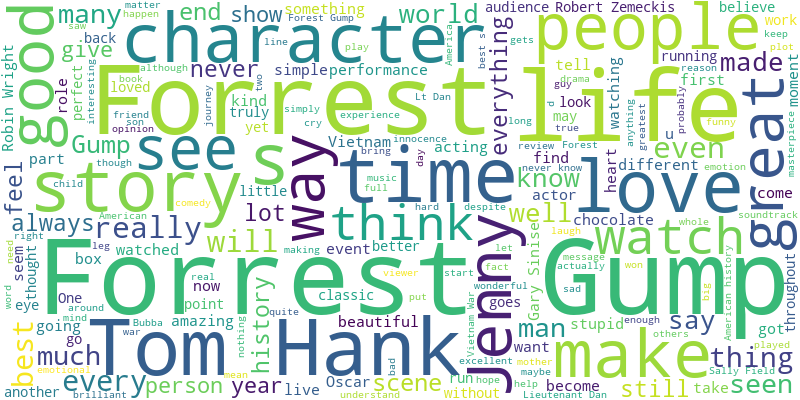 Forrest life
Forrest Gump
Tom Hank
character
people
good
story
time
love
great
see
s
way
Jenny
think
watch
make
know
many
end
show
something
world
audience
Robert Zemeckis
believe
matter
happen
saw
Forest Gump
line
play
America
best s
gets
work
keep
plot
back
give
never
simple
performance
everything
running
tell
reason
made
moment
Robin Wright
role
perfect
interesting
loved
book
although
journey
two
Lt Dan
drama
guy
look
first
watching
anything
greatest
probably
funny
masterpiece
friend
son
opinion
kind
truly
simply
cry
experience
innocence
d
long
true
may
u
Gump
yet
Vietnam
acting
review
Forest
find
never know
heart
different
emotion
even
part
though
feel
child
always
really
lot
little
bring
day
music
full
hard
despite
well
actor
chocolate
laugh
come
whole
soundtrack
comedy
American
right
need
seem
thought
watched
box
leg
will
event
better
making
let
fact
wonderful
message
actually
sad
won
big
American history
throughout
eye
One
now
real
history
classic
viewer
start
put
Gary Sinise
goes
man
stupid
say
got
word
around
mind
going
go
point
amazing
Bubba
war
nothing
quite
beautiful
Vietnam War
excellent
mother
maybe
want
enough
others
played
thing
best
much
every
person
year
live
Oscar
scene
run
hope
without
help
become
still
take
Sally Field
seen
another
emotional
brilliant
mean
bad
understand
Lieutenant Dan